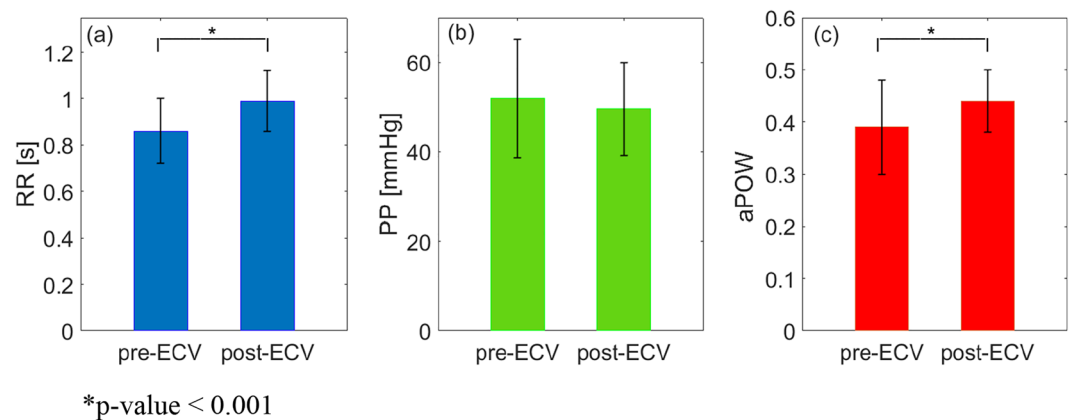 (a)
*
RR [s]
1.2
1
0.8
0.6
0.4
0.2
0
pre-ECV post-ECV
(b)
PP [mmHg]
60
40
20
0
pre-ECV post-ECV
(c)
*
aPOW
0.6
0.5
0.4
0.3
0.2
0.1
0
pre-ECV post-ECV
*p-value < 0.001